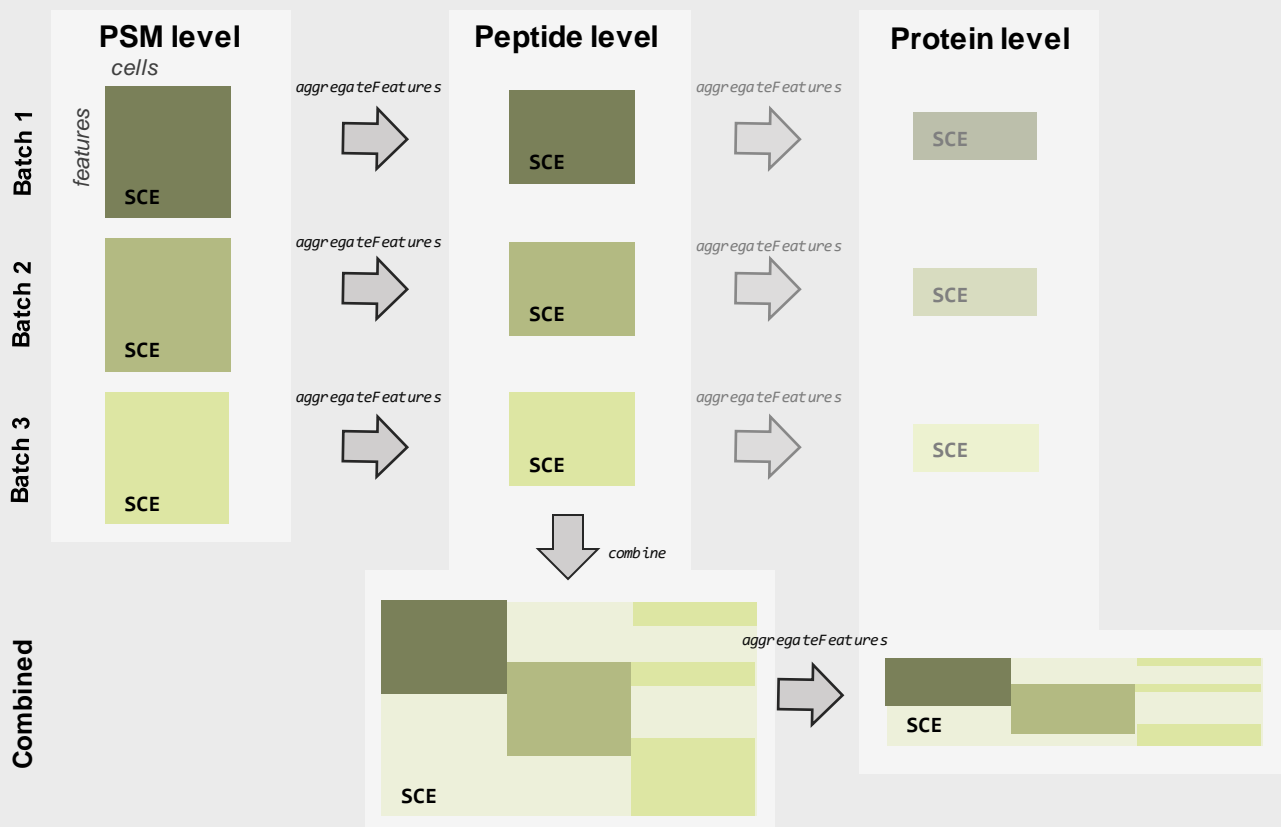 PSM level
Peptide level
Protein level
cells
features
Batch 1
SCE
aggregateFeatures
SCE
aggregateFeatures
SCE
Batch 2
SCE
aggregateFeatures
SCE
aggregateFeatures
SCE
Batch 3
SCE
aggregateFeatures
SCE
aggregateFeatures
SCE
combine
Combined
SCE
aggregateFeatures
SCE